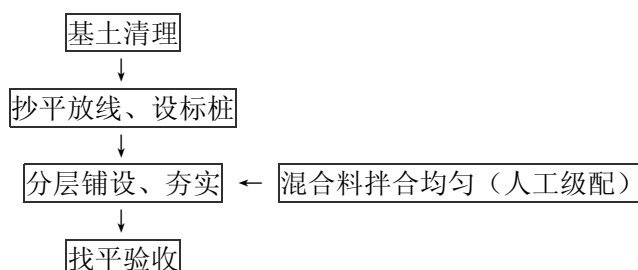 基土清理
↓
抄平放线、设标桩
↓
分层铺设、夯实 ← 混合料拌合均匀（人工级配）
↓
找平验收